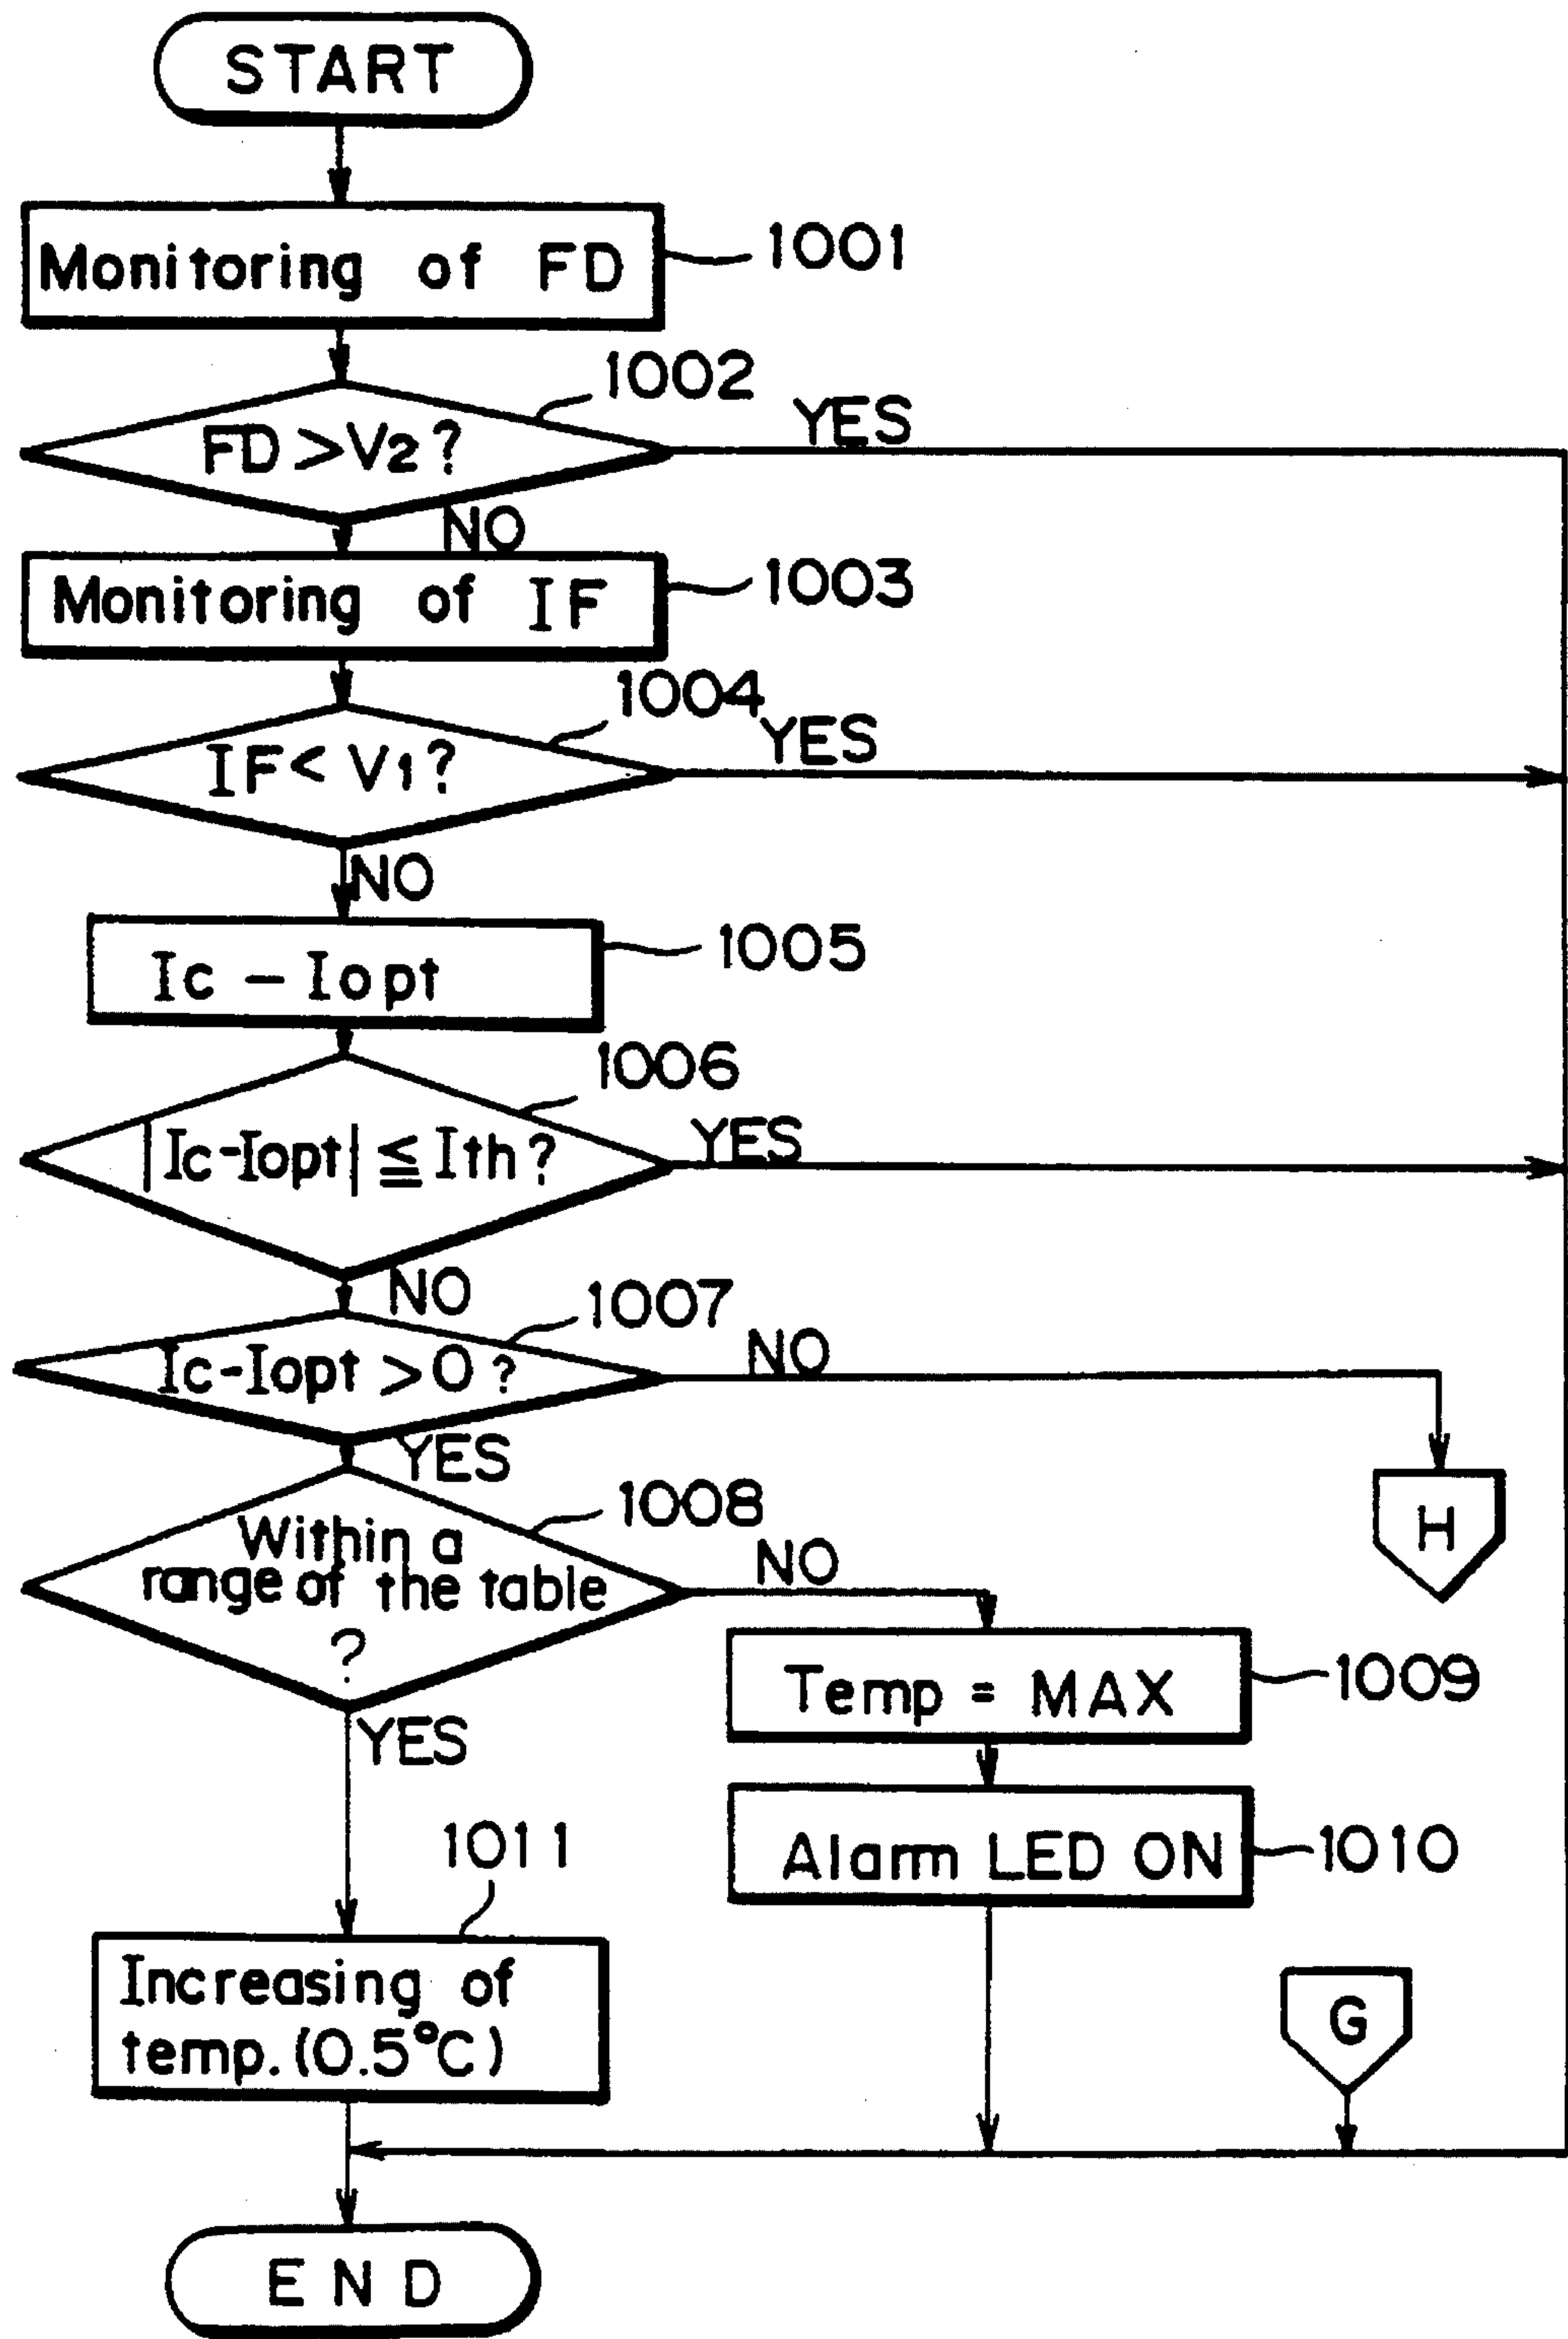 START
Monitoring of FD
1001
1002
FD > V2 ?
YES
NO
Monitoring of IF
1003
1004
IF < V1 ?
YES
NO
Ic - Iopt
1005
1006
|Ic-Iopt| ≦ Ith ?
YES
NO
1007
Ic-Iopt > 0 ?
NO
YES
H
1008
Within a
range of the table
?
NO
YES
Temp = MAX
1009
Alarm LED ON
1010
1011
Increasing of
temp. (0.5°C)
G
END